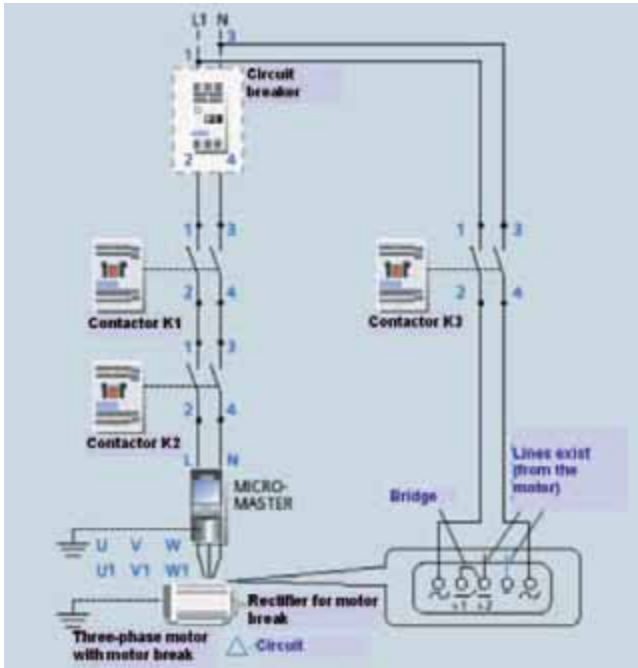 L1 N
3
1
Circuit
breaker
2 4
1 3
2 4
Contactor K1
1 3
2 4
Contactor K3
1 3
2 4
Contactor K2
L N
MICRO-
MASTER
Lines exist
(from the
motor)
Bridge
U V W
U1 V1 W1
Rectifier for motor
break
Three-phase motor
with motor break
Circuit